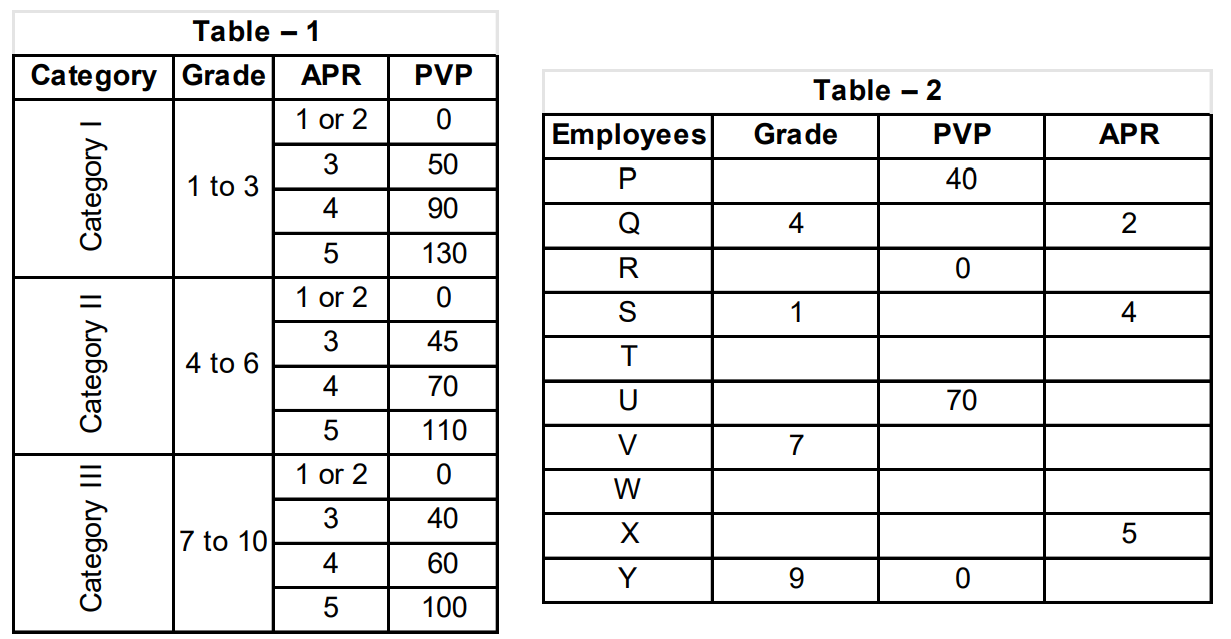 Table – 1
Category Grade APR PVP
Category I 1 to 3 1 or 2 0
3 50
4 90
5 130
Category II 4 to 6 1 or 2 0
3 45
4 70
5 110
Category III 7 to 10 1 or 2 0
3 40
4 60
5 100
Table – 2
Employees Grade PVP APR
P 40
Q 4 2
R 0
S 1 4
T
U 70
V 7
W
X 5
Y 9 0